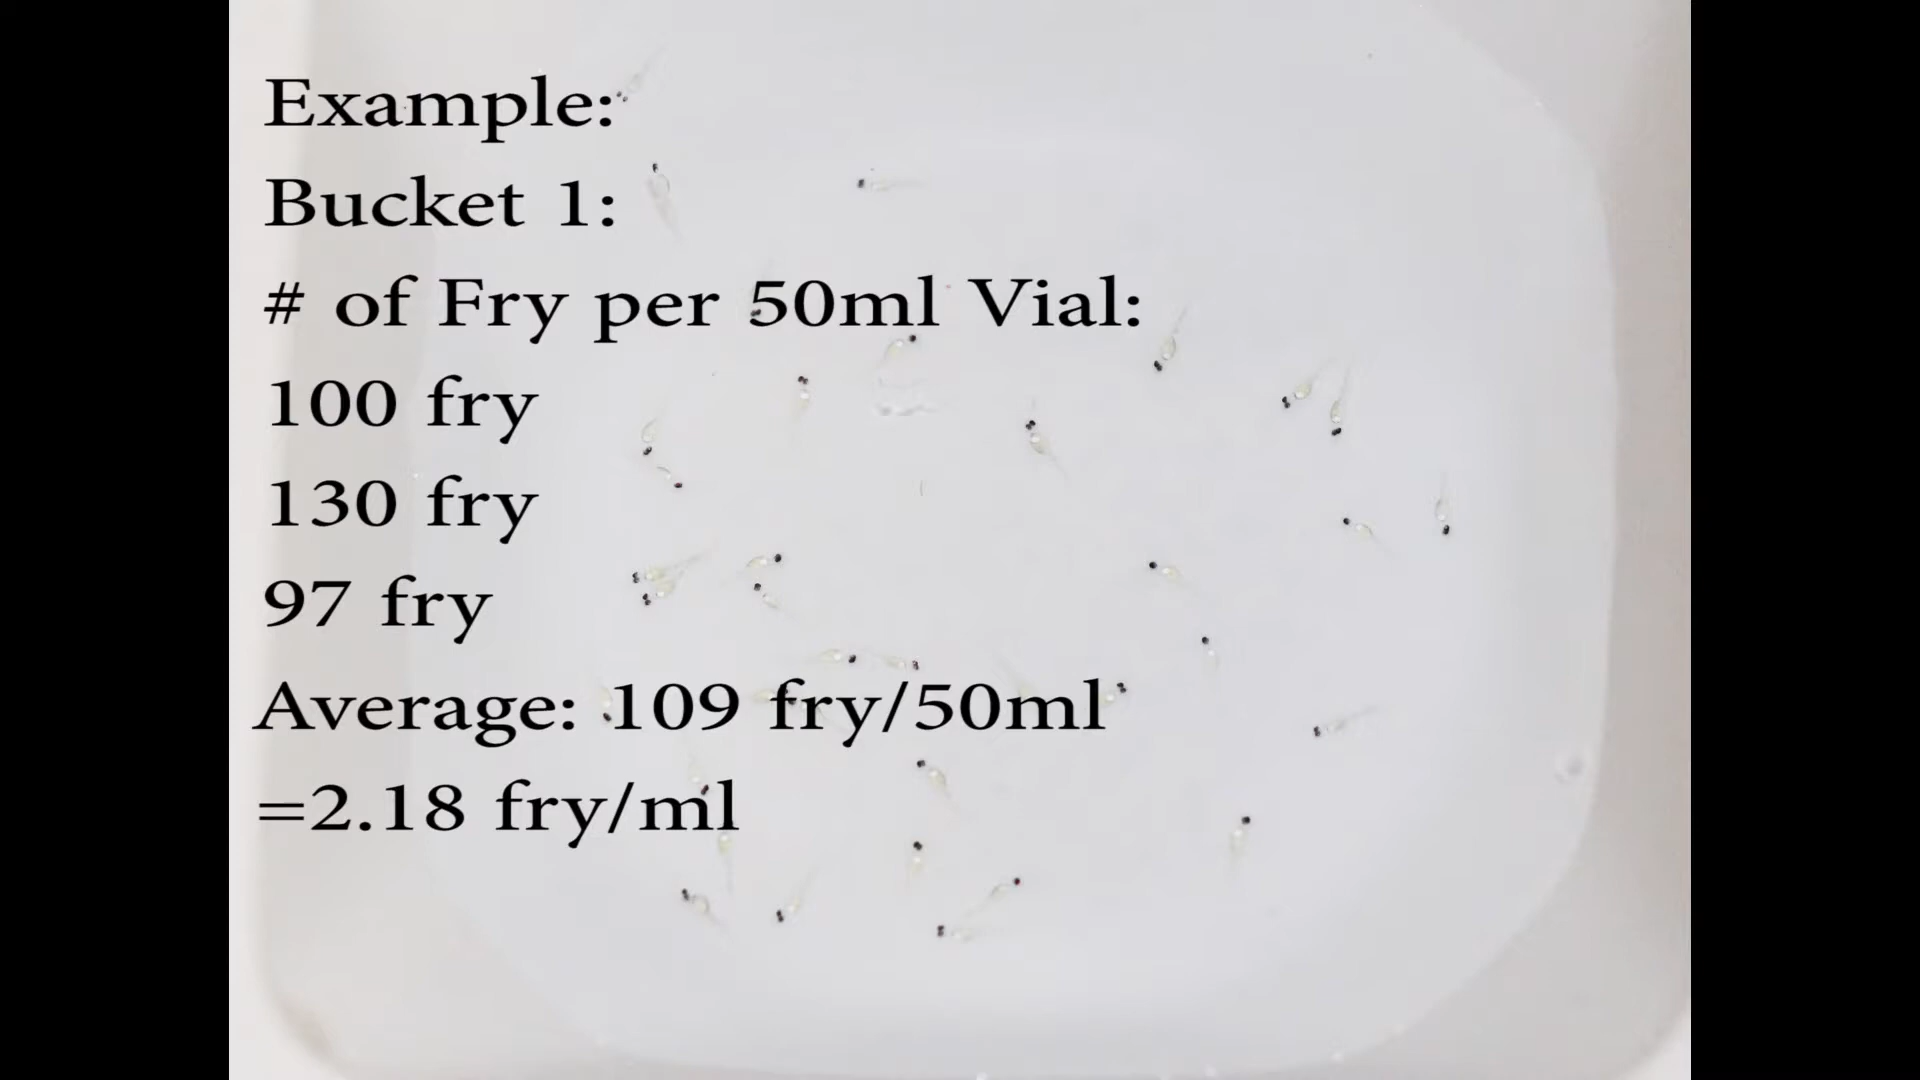 Example:
Bucket 1:
# of Fry per 50ml Vial:
100 fry
130 fry
97 fry
Average: 109 fry/50ml
=2.18 fry/ml